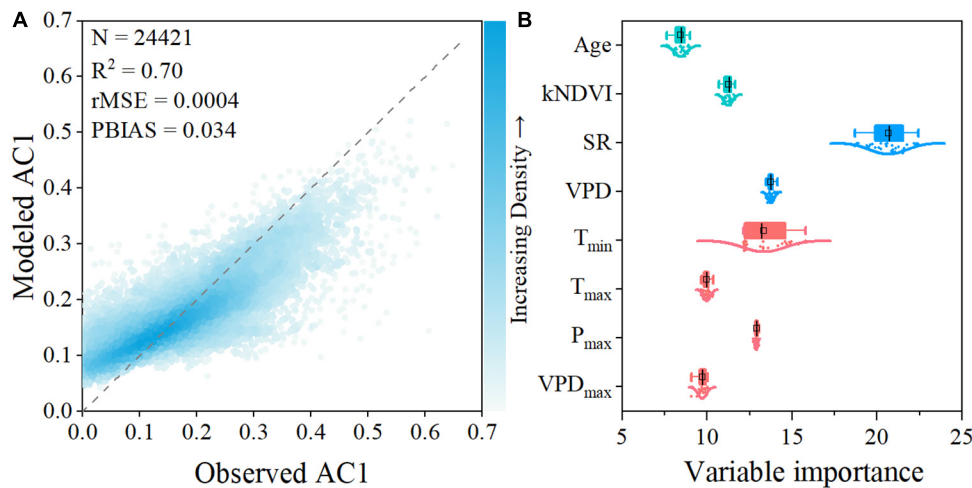 A
0.7
0.6
0.5
0.4
0.3
0.2
0.1
0.0
Modeled AC1
N = 24421
R² = 0.70
rMSE = 0.0004
PBIAS = 0.034
0.0 0.1 0.2 0.3 0.4 0.5 0.6 0.7
Observed AC1
Increasing Density →
B
Age
kNDVI
SR
VPD
Tmin
Tmax
Pmax
VPDmax
5 10 15 20 25
Variable importance